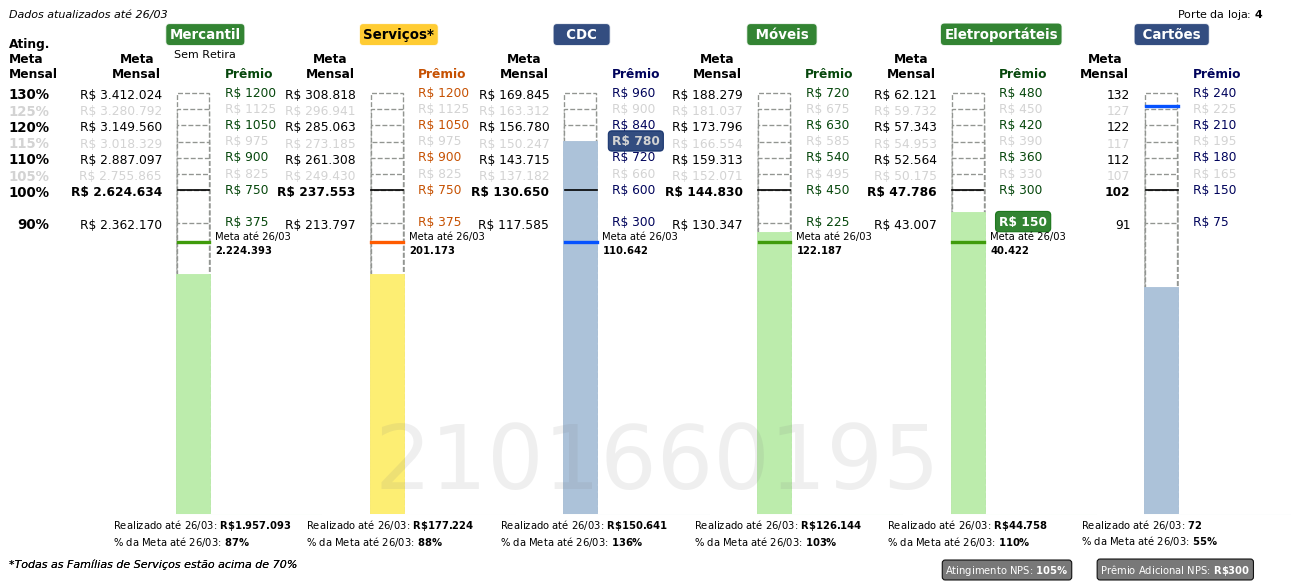 Dados atualizados até 26/03 Porte da loja: 4
Mercantil Serviços* CDC Móveis Eletroportáteis Cartões
Sem Retira
Ating. Meta Mensal Meta Mensal Prêmio Meta Mensal Prêmio Meta Mensal Prêmio Meta Mensal Prêmio Meta Mensal Prêmio Meta Mensal Prêmio
130% R$ 3.412.024 R$ 1200 R$ 308.818 R$ 1200 R$ 169.845 R$ 960 R$ 188.279 R$ 720 R$ 62.121 R$ 480 132 R$ 240
125% R$ 3.280.792 R$ 1125 R$ 296.941 R$ 1125 R$ 163.312 R$ 900 R$ 181.037 R$ 675 R$ 59.732 R$ 450 127 R$ 225
120% R$ 3.149.560 R$ 1050 R$ 285.063 R$ 1050 R$ 156.780 R$ 840 R$ 173.796 R$ 630 R$ 57.343 R$ 420 122 R$ 210
115% R$ 3.018.329 R$ 975 R$ 273.185 R$ 975 R$ 150.247 R$ 780 R$ 166.554 R$ 585 R$ 54.953 R$ 390 117 R$ 195
110% R$ 2.887.097 R$ 900 R$ 261.308 R$ 900 R$ 143.715 R$ 720 R$ 159.313 R$ 540 R$ 52.564 R$ 360 112 R$ 180
105% R$ 2.755.865 R$ 825 R$ 249.430 R$ 825 R$ 137.182 R$ 660 R$ 152.071 R$ 495 R$ 50.175 R$ 330 107 R$ 165
100% R$ 2.624.634 R$ 750 R$ 237.553 R$ 750 R$ 130.650 R$ 600 R$ 144.830 R$ 450 R$ 47.786 R$ 300 102 R$ 150
90% R$ 2.362.170 R$ 375 R$ 213.797 R$ 375 R$ 117.585 R$ 300 R$ 130.347 R$ 225 R$ 43.007 R$ 150 91 R$ 75
Meta até 26/03 Meta até 26/03 Meta até 26/03 Meta até 26/03 Meta até 26/03
2.224.393 201.173 110.642 122.187 40.422
2101660195
Realizado até 26/03: R$1.957.093 Realizado até 26/03: R$177.224 Realizado até 26/03: R$150.641 Realizado até 26/03: R$126.144 Realizado até 26/03: R$44.758 Realizado até 26/03: 72
% da Meta até 26/03: 87% % da Meta até 26/03: 88% % da Meta até 26/03: 136% % da Meta até 26/03: 103% % da Meta até 26/03: 110% % da Meta até 26/03: 55%
*Todas as Famílias de Serviços estão acima de 70% Atingimento NPS: 105% Prêmio Adicional NPS: R$300